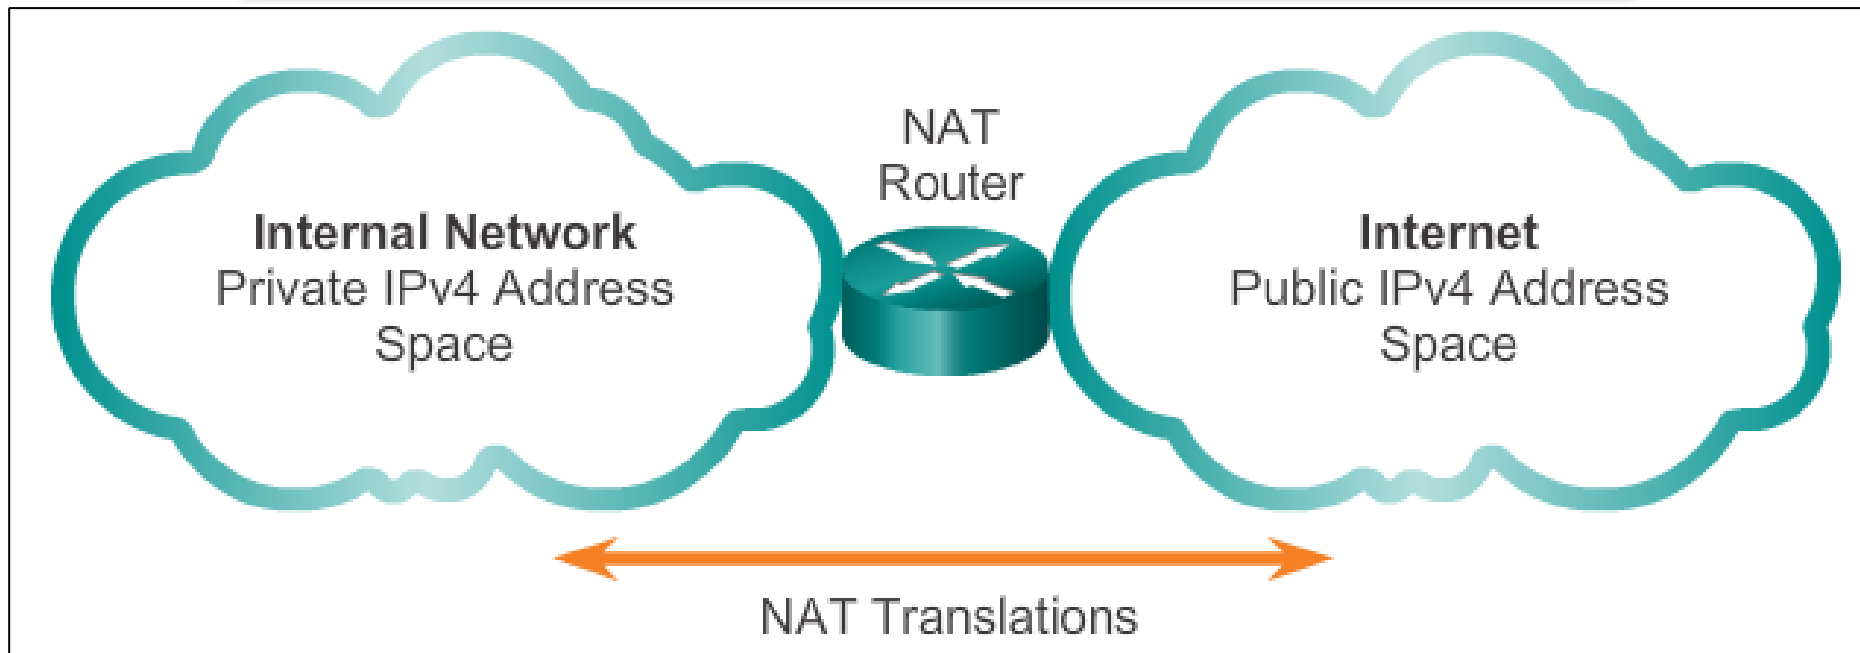 NAT
Router
Internal Network
Private IPv4 Address
Space
Internet
Public IPv4 Address
Space
NAT Translations